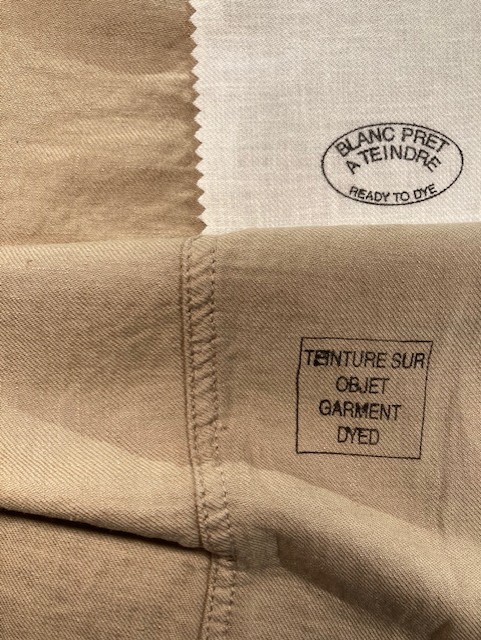 BLANC PRET
A TEINDRE
READY TO DYE
TEINTURE SUR
OBJET
GARMENT
DYED